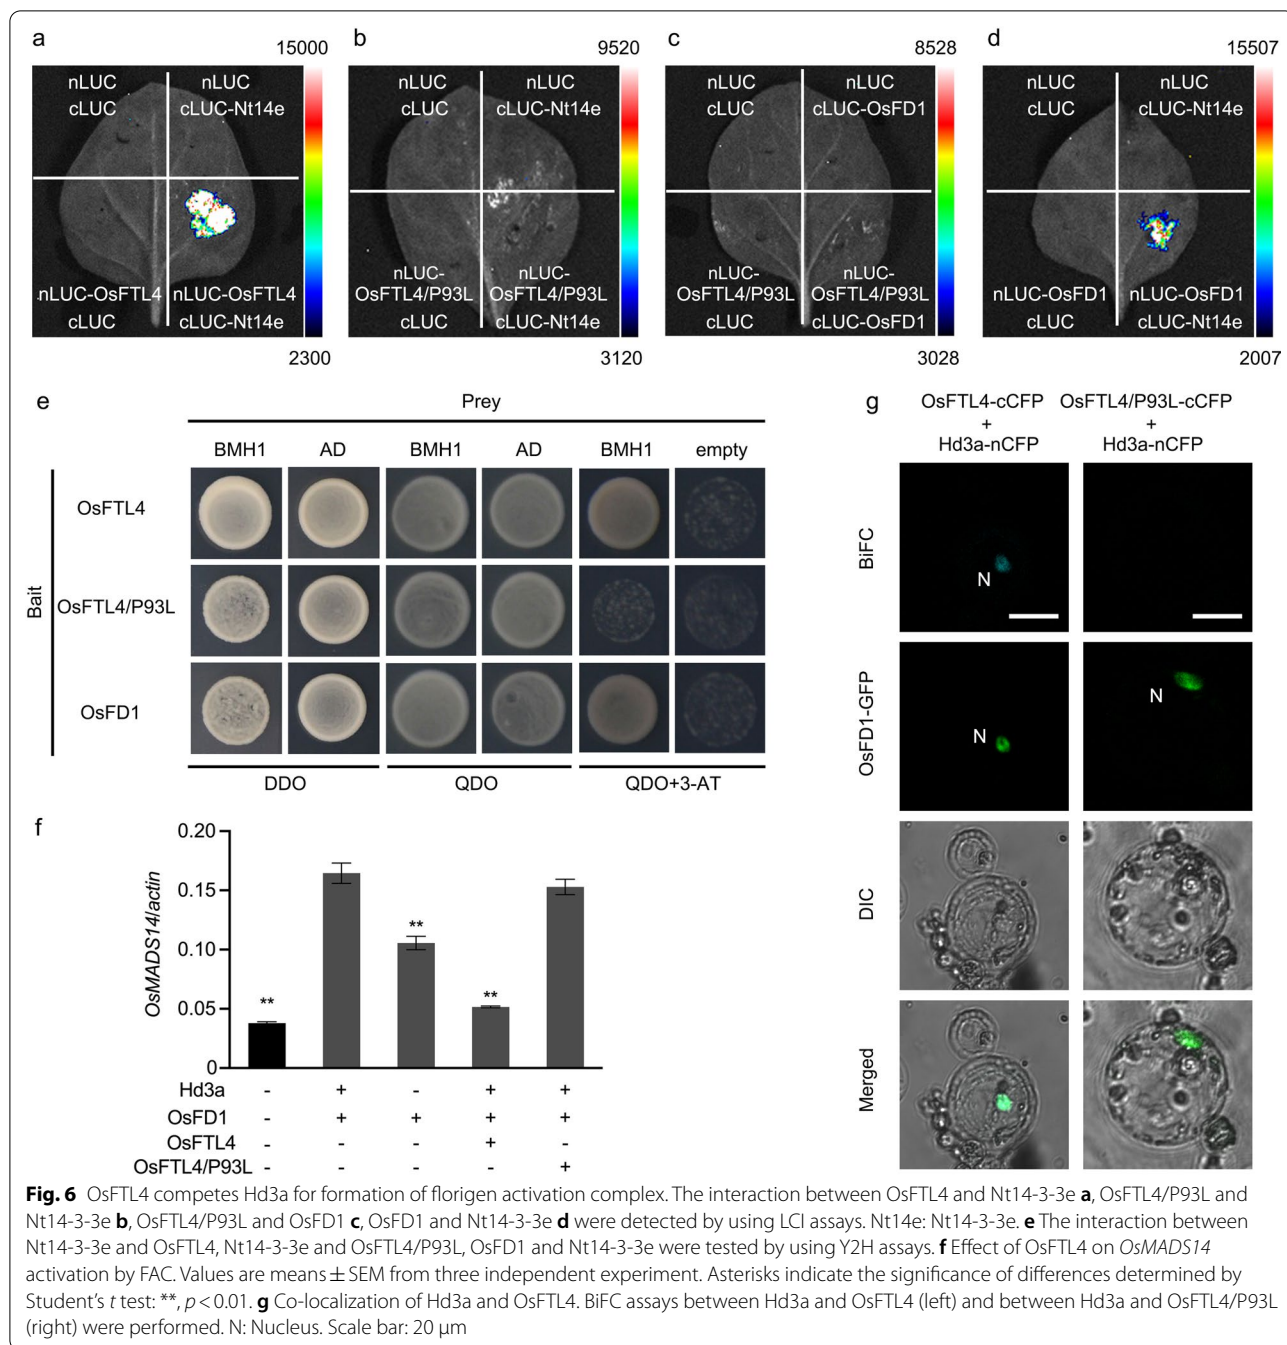 a
15000
nLUC
cLUC
nLUC
cLUC-Nt14e
nLUC-OsFTL4
cLUC
nLUC-OsFTL4
cLUC-Nt14e
2300
b
9520
nLUC
cLUC
nLUC
cLUC-Nt14e
nLUC-
OsFTL4/P93L
cLUC
nLUC-
OsFTL4/P93L
cLUC-Nt14e
3120
c
8528
nLUC
cLUC
nLUC
cLUC-OsFD1
nLUC-
OsFTL4/P93L
cLUC
nLUC-
OsFTL4/P93L
cLUC-OsFD1
3028
d
15507
nLUC
cLUC
nLUC
cLUC-Nt14e
nLUC-OsFD1
cLUC
nLUC-OsFD1
cLUC-Nt14e
2007
e
Prey
BMH1 AD BMH1 AD BMH1 empty
Bait
OsFTL4
OsFTL4/P93L
OsFD1
DDO QDO QDO+3-AT
f
OsMADS14/actin
0.20
0.15
0.10
0.05
0
** ** **
Hd3a - + - + +
OsFD1 - + + + +
OsFTL4 - - - + -
OsFTL4/P93L - - - - +
g
OsFTL4-cCFP
+
Hd3a-nCFP
OsFTL4/P93L-cCFP
+
Hd3a-nCFP
BiFC
N
OsFD1-GFP
N
N
DIC
Merged
Fig. 6 OsFTL4 competes Hd3a for formation of florigen activation complex. The interaction between OsFTL4 and Nt14-3-3e a, OsFTL4/P93L and
Nt14-3-3e b, OsFTL4/P93L and OsFD1 c, OsFD1 and Nt14-3-3e d were detected by using LCI assays. Nt14e: Nt14-3-3e. e The interaction between
Nt14-3-3e and OsFTL4, Nt14-3-3e and OsFTL4/P93L, OsFD1 and Nt14-3-3e were tested by using Y2H assays. f Effect of OsFTL4 on OsMADS14
activation by FAC. Values are means ± SEM from three independent experiment. Asterisks indicate the significance of differences determined by
Student's t test: **, p < 0.01. g Co-localization of Hd3a and OsFTL4. BiFC assays between Hd3a and OsFTL4 (left) and between Hd3a and OsFTL4/P93L
(right) were performed. N: Nucleus. Scale bar: 20 μm